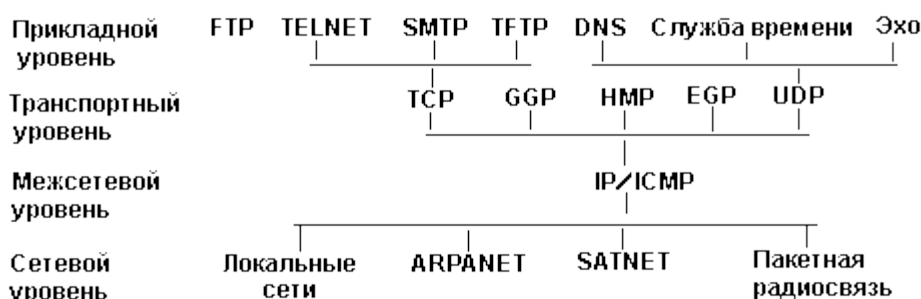 Прикладной уровень FTP TELNET SMTP TFTP DNS Служба времени Эхо
Транспортный уровень TCP GGP HMP EGP UDP
Межсетевой уровень IP/ICMP
Сетевой уровень Локальные сети ARPANET SATNET Пакетная радиосвязь